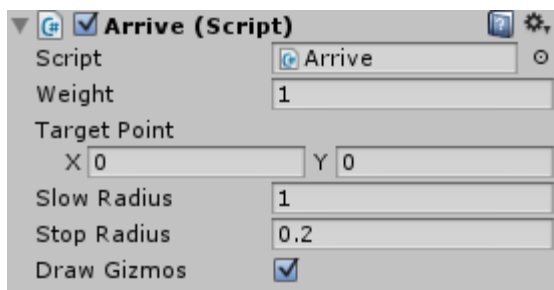 Arrive (Script)
Script Arrive
Weight 1
Target Point
X 0 Y 0
Slow Radius 1
Stop Radius 0.2
Draw Gizmos